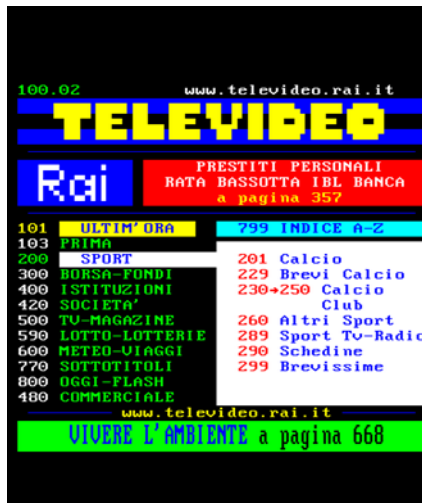 100.02 www.televideo.rai.it
TELEVIDEO
Rai
PRESTITI PERSONALI
RATA BASSOTTA IBL BANCA
a pagina 357
101 ULTIM'ORA
103 PRIMA
200 SPORT
300 BORSA-FONDI
400 ISTITUZIONI
420 SOCIETA'
500 TV-MAGAZINE
590 LOTTO-LOTTERIE
600 METEO-VIAGGI
770 SOTTOTITOLI
800 OGGI-FLASH
480 COMMERCIALE
799 INDICE A-Z
201 Calcio
229 Brevi Calcio
230→250 Calcio
Club
260 Altri Sport
289 Sport Tv-Radio
290 Schedine
299 Brevissime
www.televideo.rai.it
VIVERE L'AMBIENTE a pagina 668